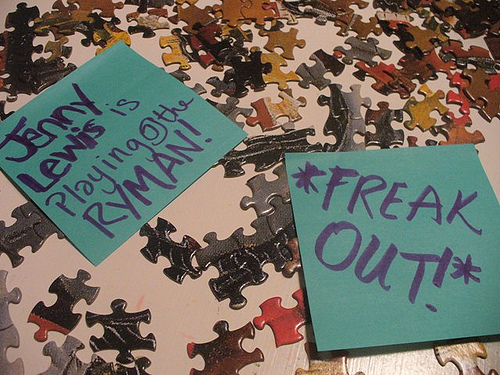 JENNY
LEWIS is
Playing @ the
RYMAN!
*FREAK
OUT!*